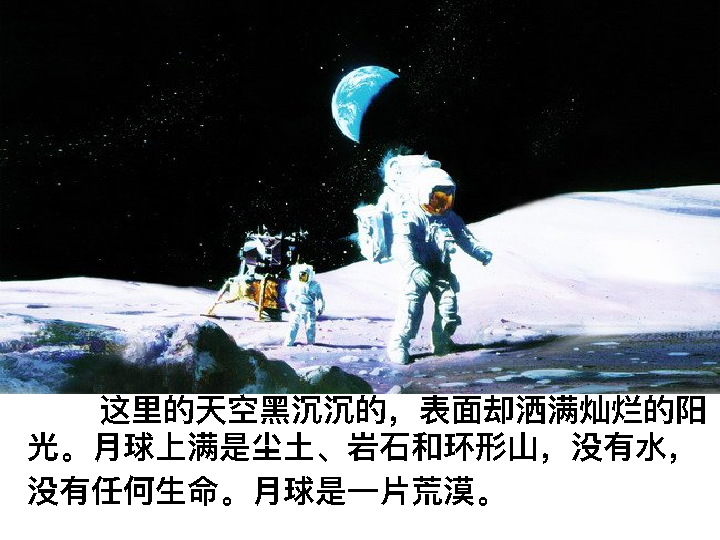 这里的天空黑沉沉的，表面却洒满灿烂的阳
光。月球上满是尘土、岩石和环形山，没有水，
没有任何生命。月球是一片荒漠。